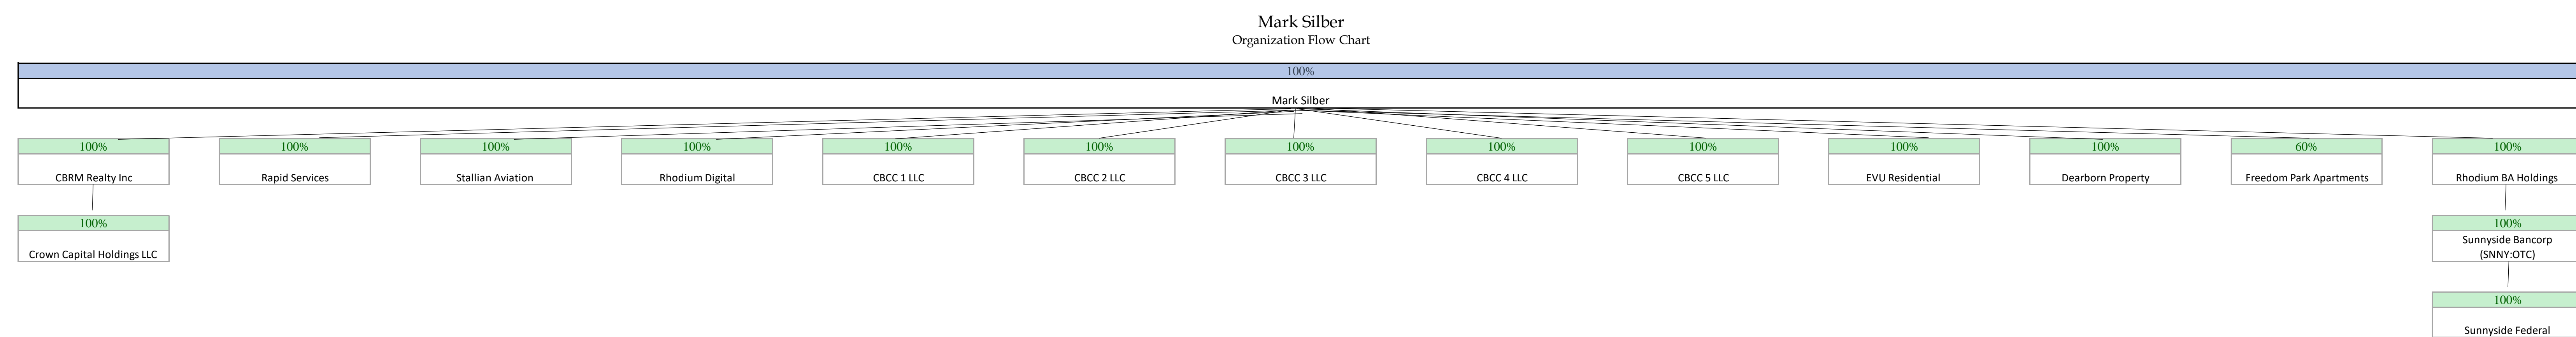 Mark Silber
Organization Flow Chart
100%
Mark Silber
100%
CBRM Realty Inc
100%
Rapid Services
100%
Stallian Aviation
100%
Rhodium Digital
100%
CBCC 1 LLC
100%
CBCC 2 LLC
100%
CBCC 3 LLC
100%
CBCC 4 LLC
100%
CBCC 5 LLC
100%
EVU Residential
100%
Dearborn Property
60%
Freedom Park Apartments
100%
Rhodium BA Holdings
100%
Crown Capital Holdings LLC
100%
Sunnyside Bancorp
(SNNY:OTC)
100%
Sunnyside Federal